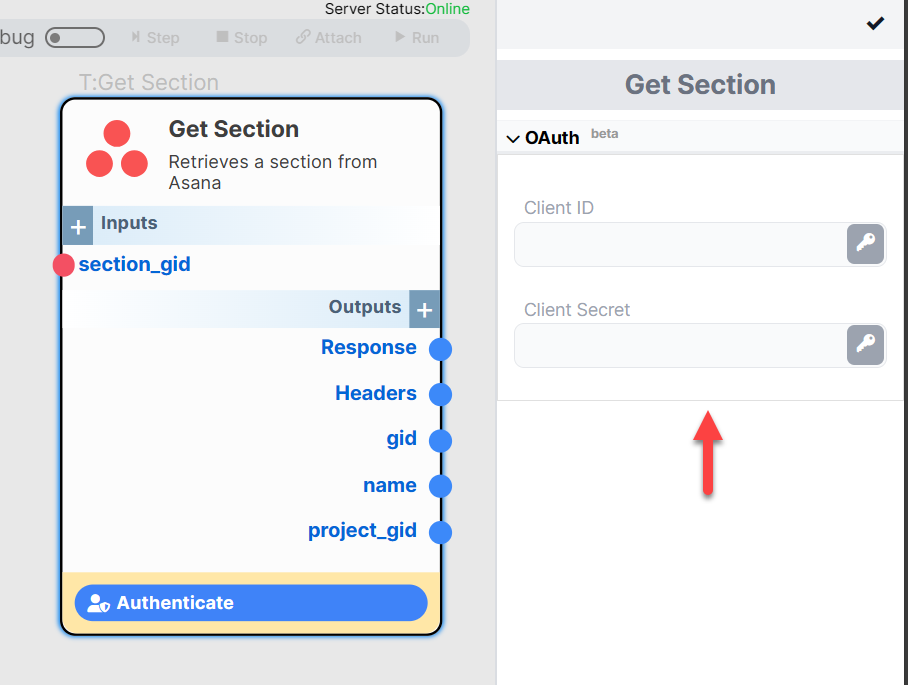 Server Status:Online
bug
Step
Stop
Attach
Run
T:Get Section
Get Section
Retrieves a section from
Asana
+ Inputs
section_gid
Outputs +
Response
Headers
gid
name
project_gid
Authenticate
Get Section
OAuth beta
Client ID
Client Secret